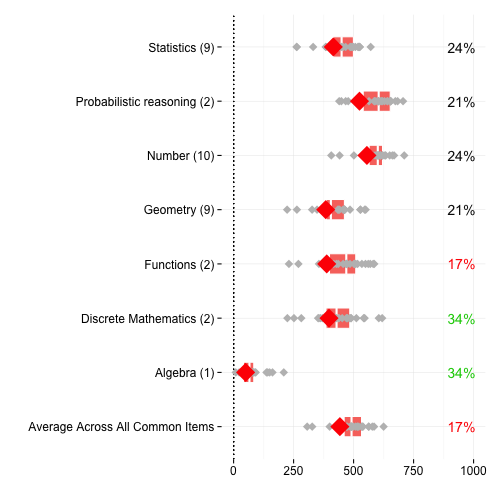 Statistics (9) 24%
Probabilistic reasoning (2) 21%
Number (10) 24%
Geometry (9) 21%
Functions (2) 17%
Discrete Mathematics (2) 34%
Algebra (1) 34%
Average Across All Common Items 17%
0 250 500 750 1000